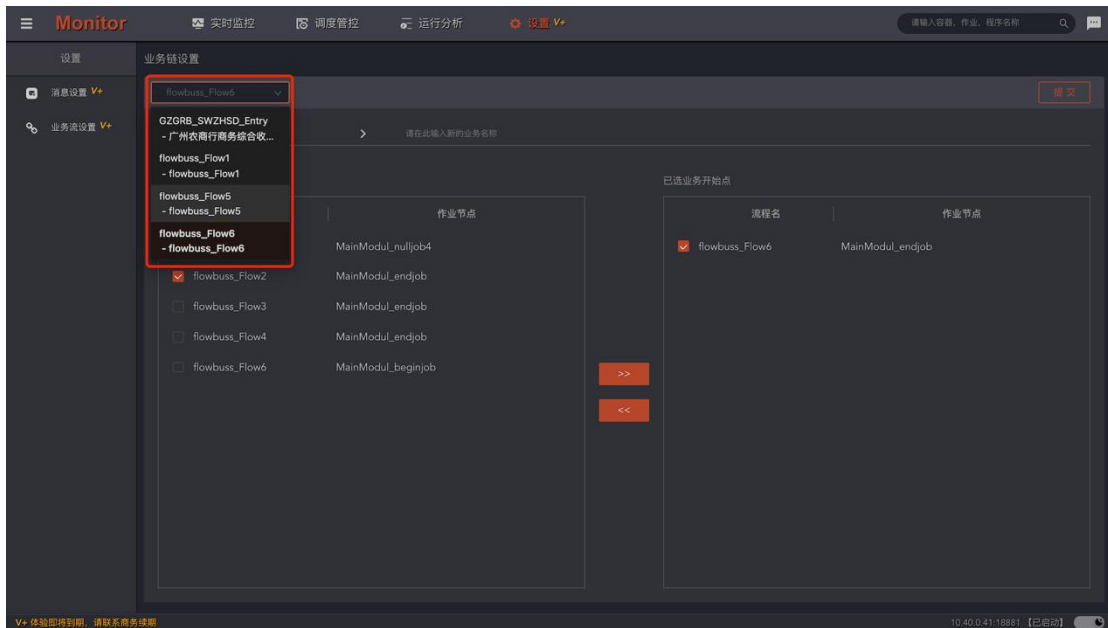 Monitor
实时监控
调度管控
运行分析
设置 V+
请输入容器，作业，程序名称
设置
业务链设置
消息设置 V+
业务流设置 V+
flowbuss_Flow6
提交
GZGRB_SWZHSD_Entry
- 广州农商行商务综合收...
flowbuss_Flow1
- flowbuss_Flow1
flowbuss_Flow5
- flowbuss_Flow5
flowbuss_Flow6
- flowbuss_Flow6
请在此输入新的业务名称
作业节点
MainModul_nulljob4
flowbuss_Flow2 MainModul_endjob
flowbuss_Flow3 MainModul_endjob
flowbuss_Flow4 MainModul_endjob
flowbuss_Flow6 MainModul_beginjob
>>
<<
已选业务开始点
流程名 作业节点
flowbuss_Flow6 MainModul_endjob
V+ 体验即将到期，请联系商务续期
10.40.0.41:18881 【已启动】